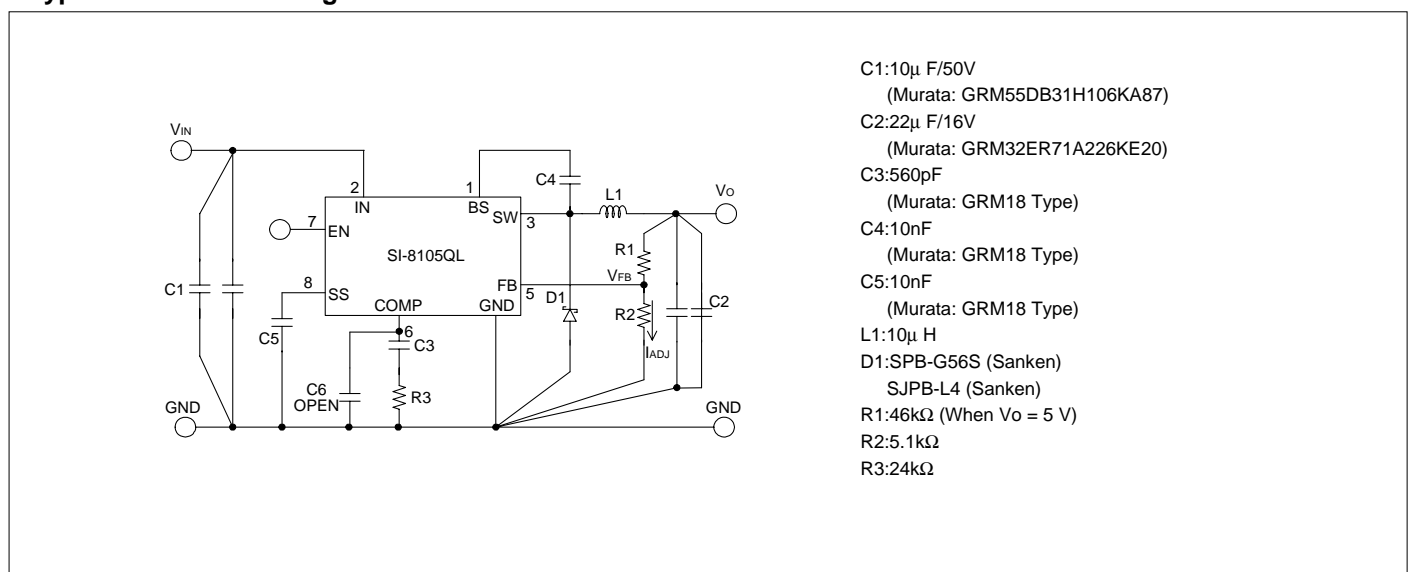 VIN
2
IN
1
BS
C4
L1
VO
SW
3
7
EN
SI-8105QL
R1
VFB
C1
8
SS
FB
5
D1
C2
COMP
GND
R2
C5
6
C3
IADJ
C6
OPEN
R3
GND
GND
C1:10μ F/50V
(Murata: GRM55DB31H106KA87)
C2:22μ F/16V
(Murata: GRM32ER71A226KE20)
C3:560pF
(Murata: GRM18 Type)
C4:10nF
(Murata: GRM18 Type)
C5:10nF
(Murata: GRM18 Type)
L1:10μ H
D1:SPB-G56S (Sanken)
SJPB-L4 (Sanken)
R1:46kΩ (When Vo = 5 V)
R2:5.1kΩ
R3:24kΩ